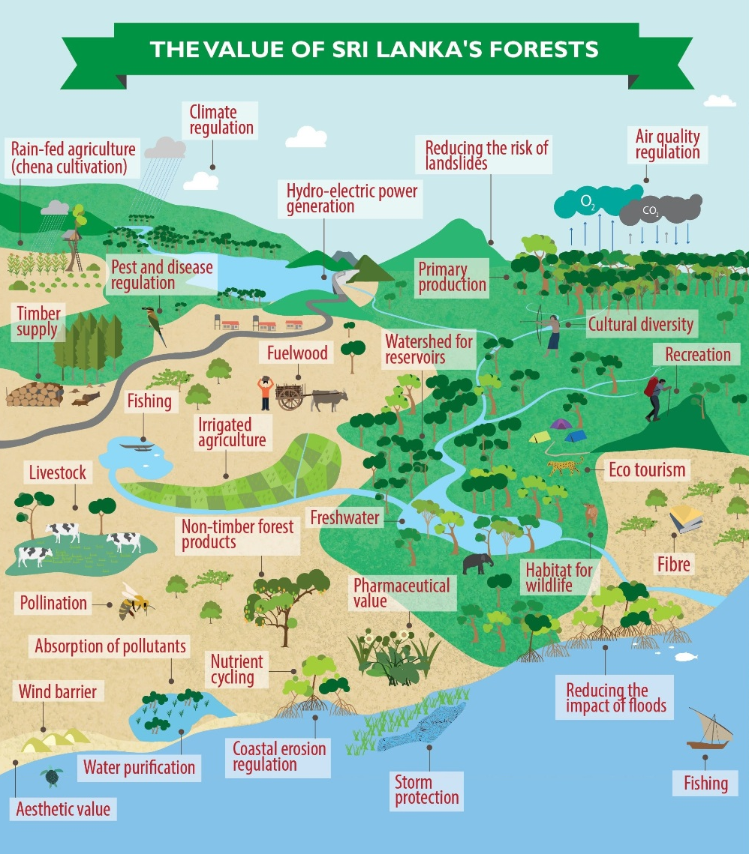 THE VALUE OF SRI LANKA'S FORESTS
Climate
regulation
Rain-fed agriculture
(chena cultivation)
Reducing the risk of
landslides
Air quality
regulation
Hydro-electric power
generation
O2
CO2
Pest and disease
regulation
Primary
production
Timber
supply
Cultural diversity
Fuelwood
Watershed for
reservoirs
Recreation
Fishing
Irrigated
agriculture
Livestock
Eco tourism
Non-timber forest
products
Freshwater
Habitat for
wildlife
Fibre
Pollination
Pharmaceutical
value
Absorption of pollutants
Nutrient
cycling
Wind barrier
Reducing the
impact of floods
Water purification
Coastal erosion
regulation
Storm
protection
Fishing
Aesthetic value